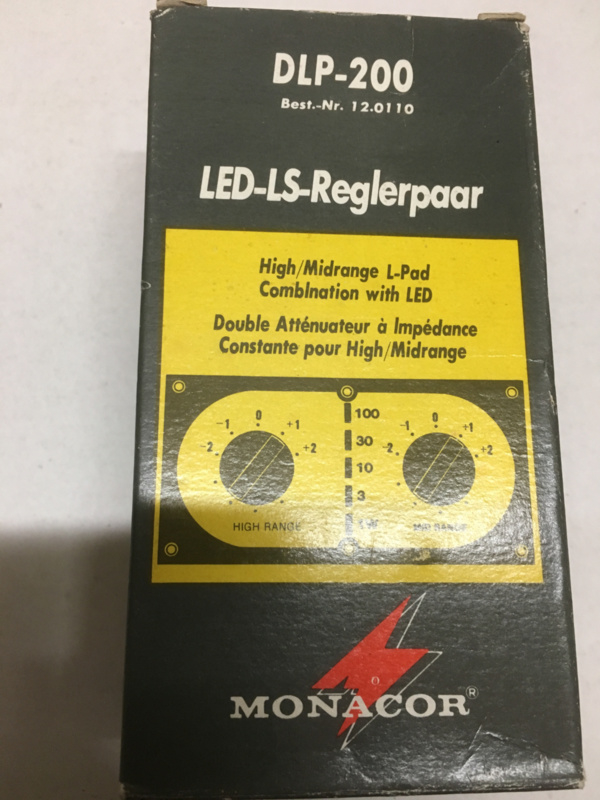 DLP-200
Best.-Nr. 12.0110
LED-LS-Reglerpaar
High/Midrange L-Pad
CombInation with LED
Double Atténuateur à Impédance
Constante pour High/Midrange
-2 -1 0 +1 +2
HIGH RANGE
100
30
10
3
-2 -1 0 +1 +2
MID RANGE
MONACOR®